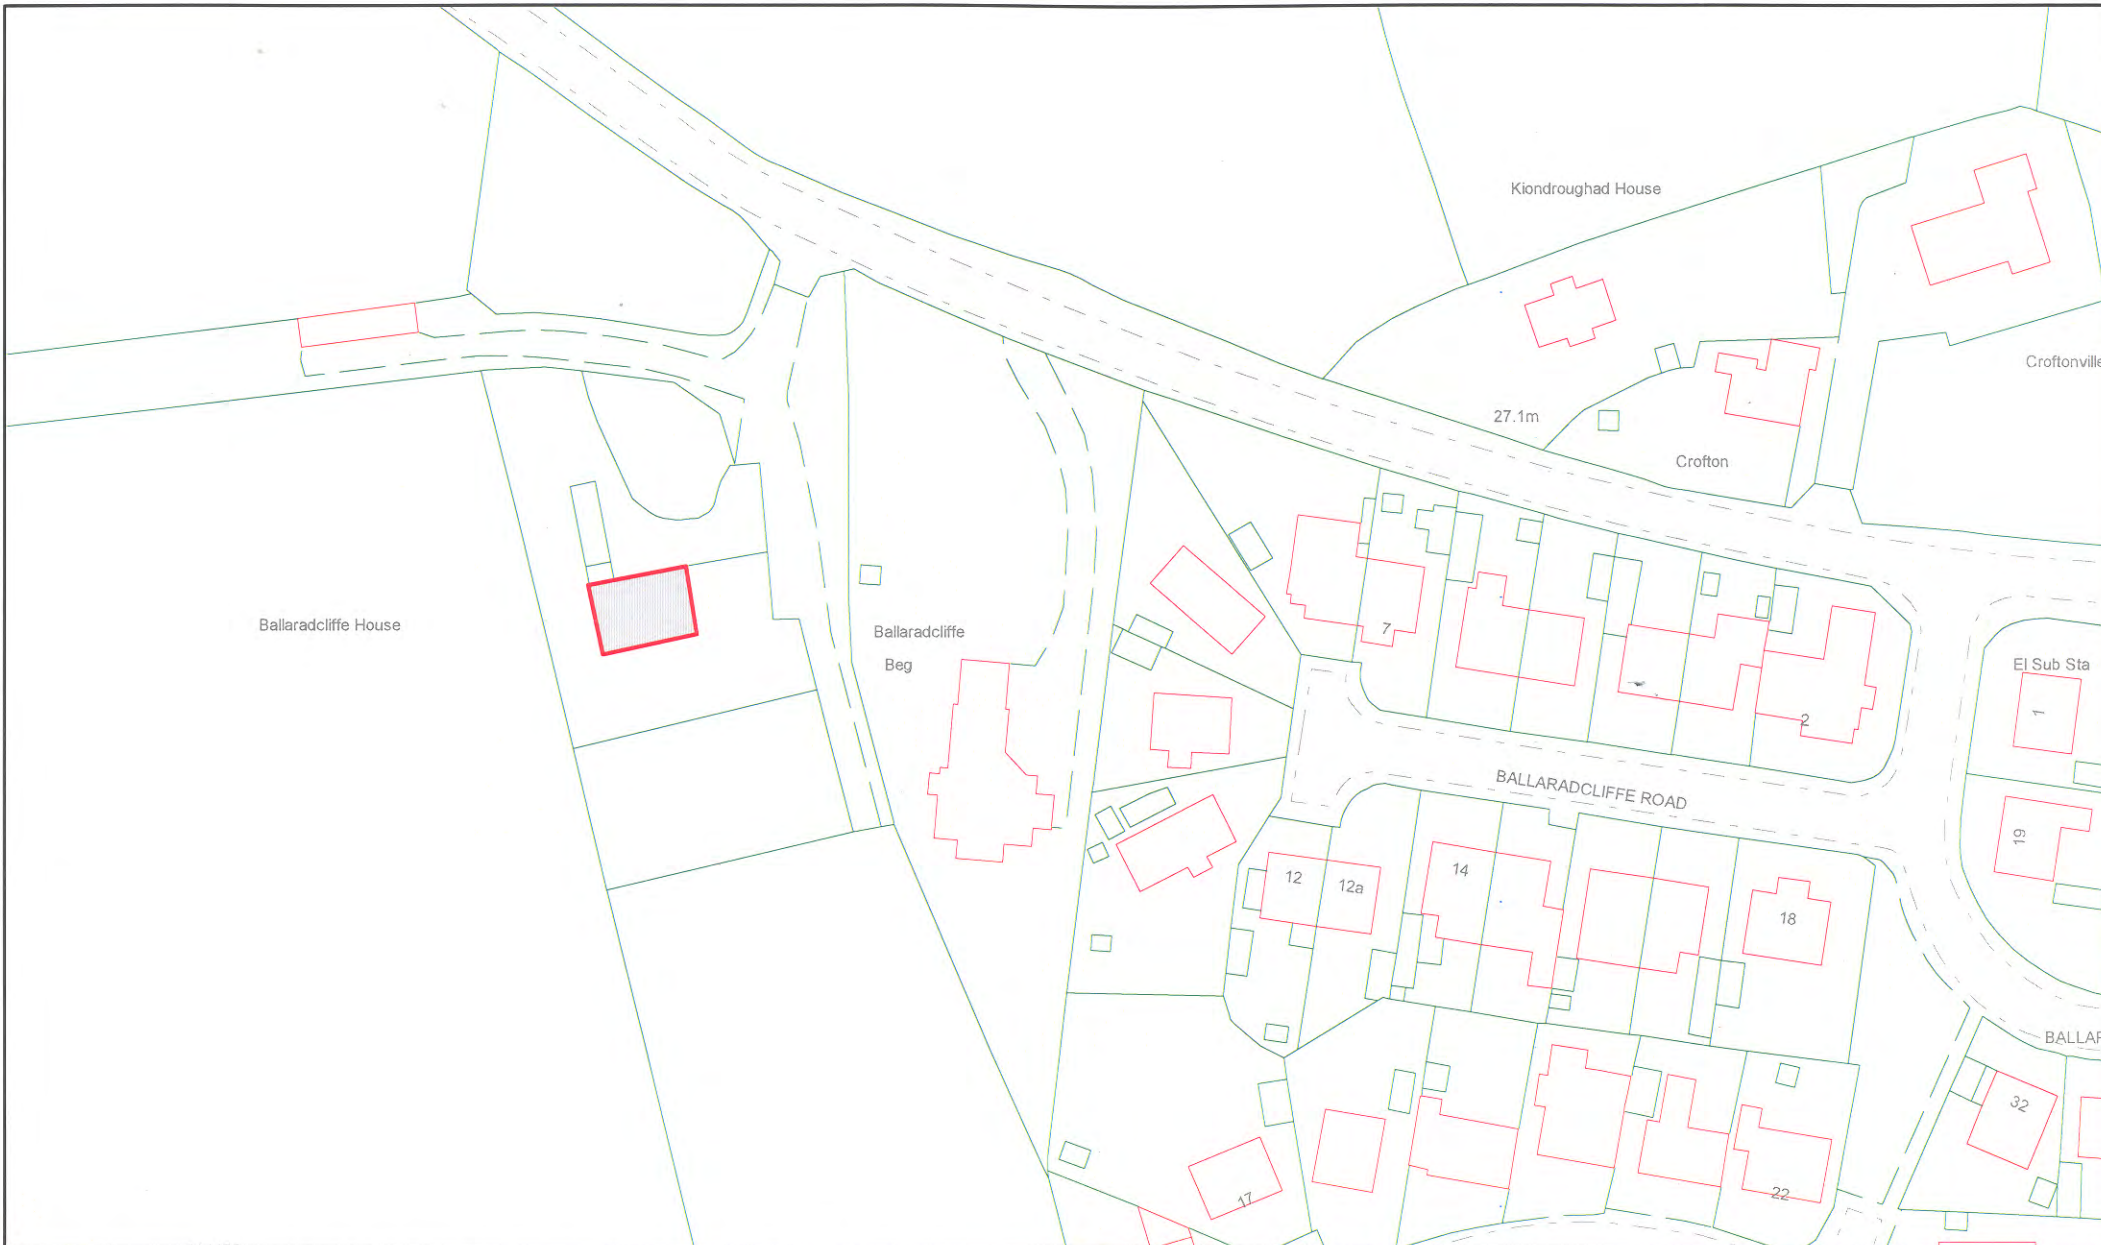 Kiondroughad House
Croftonville
27.1m
Crofton
Ballaradcliffe House
Ballaradcliffe
Beg
7
2
El Sub Sta
1
BALLARADCLIFFE ROAD
19
12
12a
14
18
BALLAR
32
17
22